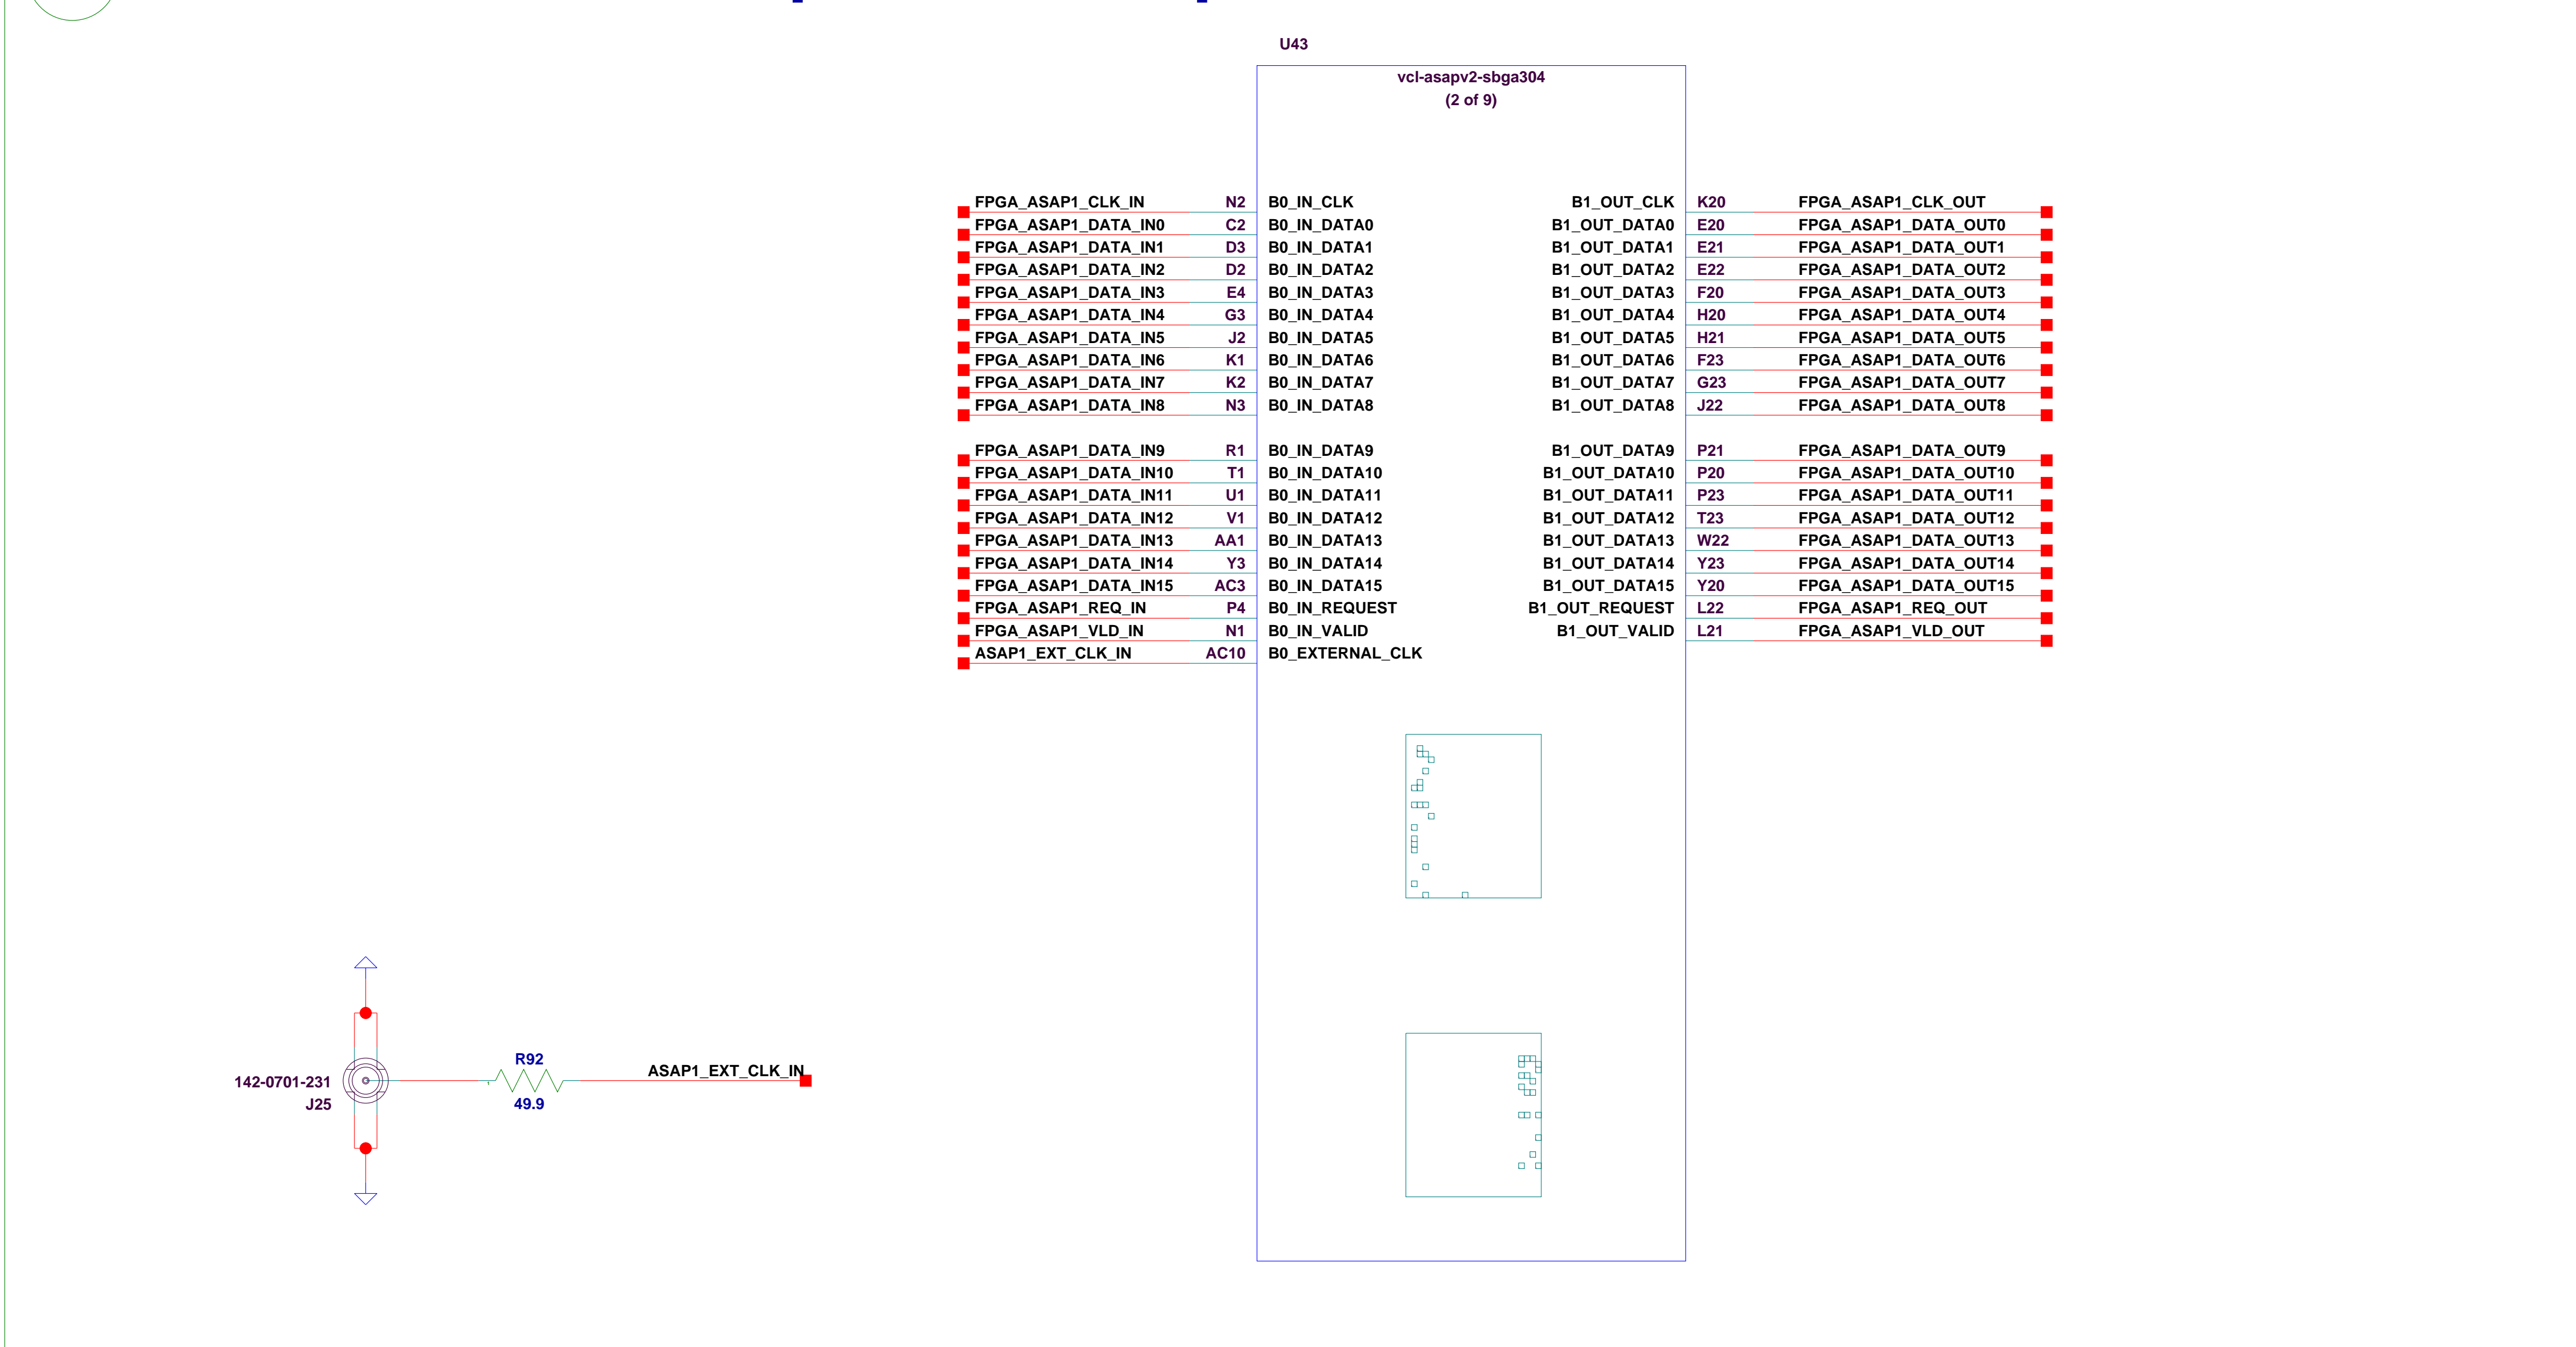 U43
vcl-asapv2-sbga304
(2 of 9)
FPGA_ASAP1_CLK_IN N2 B0_IN_CLK B1_OUT_CLK K20 FPGA_ASAP1_CLK_OUT
FPGA_ASAP1_DATA_IN0 C2 B0_IN_DATA0 B1_OUT_DATA0 E20 FPGA_ASAP1_DATA_OUT0
FPGA_ASAP1_DATA_IN1 D3 B0_IN_DATA1 B1_OUT_DATA1 E21 FPGA_ASAP1_DATA_OUT1
FPGA_ASAP1_DATA_IN2 D2 B0_IN_DATA2 B1_OUT_DATA2 E22 FPGA_ASAP1_DATA_OUT2
FPGA_ASAP1_DATA_IN3 E4 B0_IN_DATA3 B1_OUT_DATA3 F20 FPGA_ASAP1_DATA_OUT3
FPGA_ASAP1_DATA_IN4 G3 B0_IN_DATA4 B1_OUT_DATA4 H20 FPGA_ASAP1_DATA_OUT4
FPGA_ASAP1_DATA_IN5 J2 B0_IN_DATA5 B1_OUT_DATA5 H21 FPGA_ASAP1_DATA_OUT5
FPGA_ASAP1_DATA_IN6 K1 B0_IN_DATA6 B1_OUT_DATA6 F23 FPGA_ASAP1_DATA_OUT6
FPGA_ASAP1_DATA_IN7 K2 B0_IN_DATA7 B1_OUT_DATA7 G23 FPGA_ASAP1_DATA_OUT7
FPGA_ASAP1_DATA_IN8 N3 B0_IN_DATA8 B1_OUT_DATA8 J22 FPGA_ASAP1_DATA_OUT8
FPGA_ASAP1_DATA_IN9 R1 B0_IN_DATA9 B1_OUT_DATA9 P21 FPGA_ASAP1_DATA_OUT9
FPGA_ASAP1_DATA_IN10 T1 B0_IN_DATA10 B1_OUT_DATA10 P20 FPGA_ASAP1_DATA_OUT10
FPGA_ASAP1_DATA_IN11 U1 B0_IN_DATA11 B1_OUT_DATA11 P23 FPGA_ASAP1_DATA_OUT11
FPGA_ASAP1_DATA_IN12 V1 B0_IN_DATA12 B1_OUT_DATA12 T23 FPGA_ASAP1_DATA_OUT12
FPGA_ASAP1_DATA_IN13 AA1 B0_IN_DATA13 B1_OUT_DATA13 W22 FPGA_ASAP1_DATA_OUT13
FPGA_ASAP1_DATA_IN14 Y3 B0_IN_DATA14 B1_OUT_DATA14 Y23 FPGA_ASAP1_DATA_OUT14
FPGA_ASAP1_DATA_IN15 AC3 B0_IN_DATA15 B1_OUT_DATA15 Y20 FPGA_ASAP1_DATA_OUT15
FPGA_ASAP1_REQ_IN P4 B0_IN_REQUEST B1_OUT_REQUEST L22 FPGA_ASAP1_REQ_OUT
FPGA_ASAP1_VLD_IN N1 B0_IN_VALID B1_OUT_VALID L21 FPGA_ASAP1_VLD_OUT
ASAP1_EXT_CLK_IN AC10 B0_EXTERNAL_CLK
R92
ASAP1_EXT_CLK_IN
142-0701-231
J25
49.9